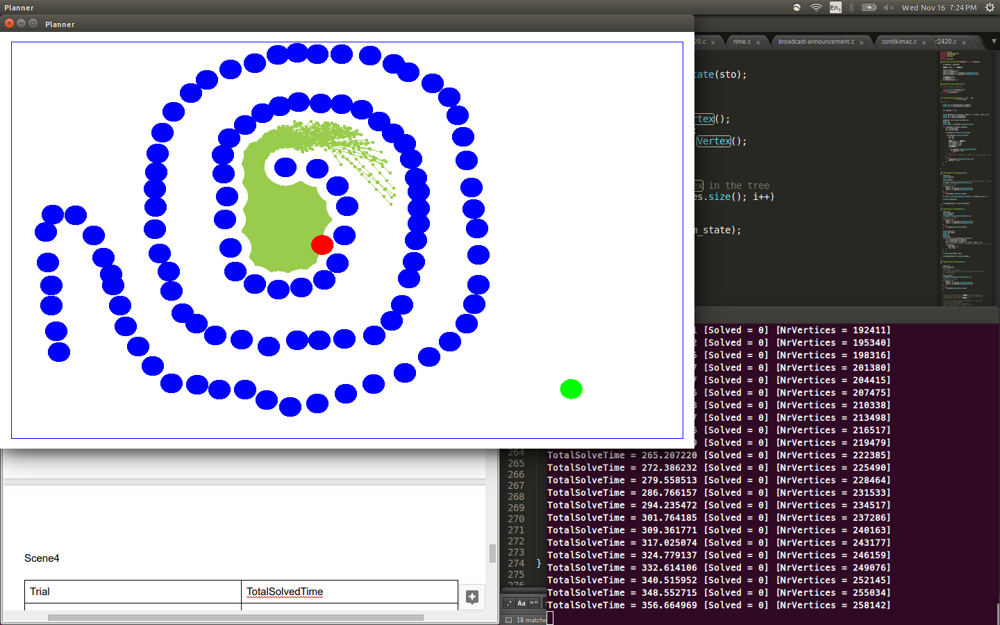 Planner
En1
Wed Nov 16 7:24 PM
Planner
20.c ×
rime.c ×
broadcast-announcement.c ×
contikimac.c ×
c2420.c ×
tate(sto);
rtex();
;
Vertex();
ex in the tree
es.size(); i++)
m_state);
1 [Solved = 0] [NrVertices = 192411]
2 [Solved = 0] [NrVertices = 195340]
5 [Solved = 0] [NrVertices = 198316]
7 [Solved = 0] [NrVertices = 201380]
7 [Solved = 0] [NrVertices = 204415]
5 [Solved = 0] [NrVertices = 207475]
3 [Solved = 0] [NrVertices = 210338]
7 [Solved = 0] [NrVertices = 213498]
5 [Solved = 0] [NrVertices = 216517]
9 [Solved = 0] [NrVertices = 219479]
TotalSolveTime = 265.207220 [Solved = 0] [NrVertices = 222385]
TotalSolveTime = 272.386232 [Solved = 0] [NrVertices = 225490]
TotalSolveTime = 279.558513 [Solved = 0] [NrVertices = 228464]
TotalSolveTime = 286.766157 [Solved = 0] [NrVertices = 231533]
TotalSolveTime = 294.235472 [Solved = 0] [NrVertices = 234517]
TotalSolveTime = 301.764185 [Solved = 0] [NrVertices = 237286]
TotalSolveTime = 309.361771 [Solved = 0] [NrVertices = 240163]
TotalSolveTime = 317.025074 [Solved = 0] [NrVertices = 243177]
TotalSolveTime = 324.779137 [Solved = 0] [NrVertices = 246159]
TotalSolveTime = 332.614106 [Solved = 0] [NrVertices = 249076]
TotalSolveTime = 340.515952 [Solved = 0] [NrVertices = 252145]
TotalSolveTime = 348.552715 [Solved = 0] [NrVertices = 255034]
TotalSolveTime = 356.664969 [Solved = 0] [NrVertices = 258142]
264
265
266
267
268
269
270
271
272
273
274 }
275
276
.* Aa “”
18 matche
Scene4
Trial
TotalSolvedTime